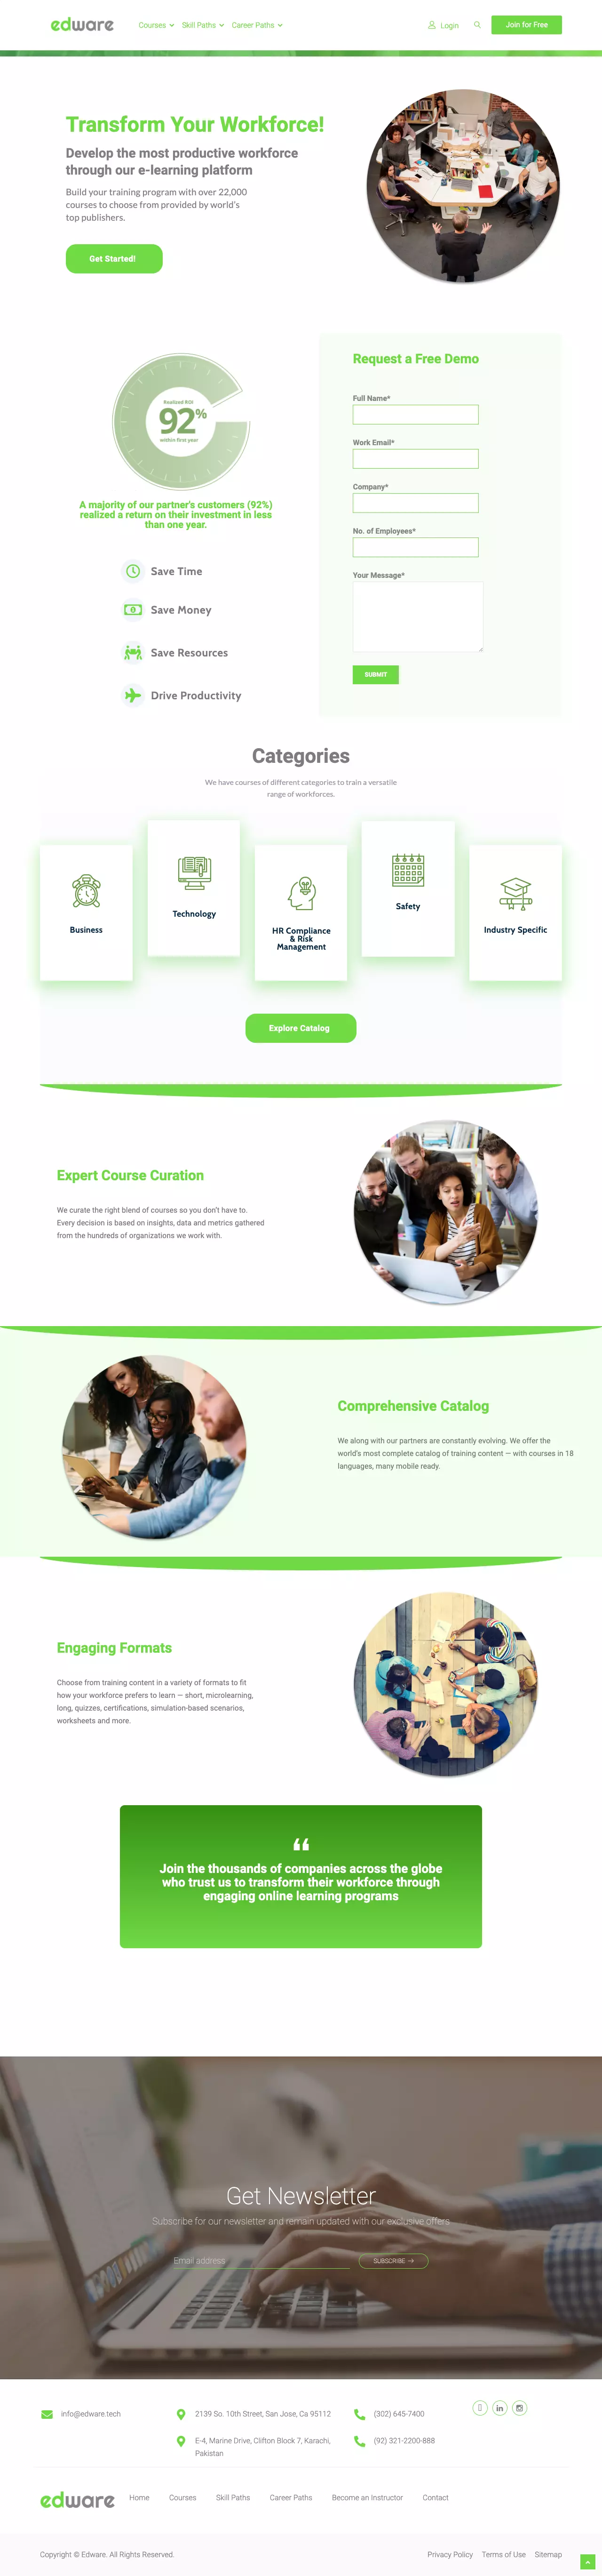 edware
Courses Skill Paths Career Paths
Login
Join for Free
Transform Your Workforce!
Develop the most productive workforce
through our e-learning platform
Build your training program with over 22,000
courses to choose from provided by world's
top publishers.
Get Started!
Realized ROI
92%
within first year
A majority of our partner's customers (92%)
realized a return on their investment in less
than one year.
Save Time
Save Money
Save Resources
Drive Productivity
Request a Free Demo
Full Name*
Work Email*
Company*
No. of Employees*
Your Message*
SUBMIT
Categories
We have courses of different categories to train a versatile
range of workforces.
Business
Technology
HR Compliance
& Risk
Management
Safety
Industry Specific
Explore Catalog
Expert Course Curation
We curate the right blend of courses so you don't have to.
Every decision is based on insights, data and metrics gathered
from the hundreds of organizations we work with.
Comprehensive Catalog
We along with our partners are constantly evolving. We offer the
world's most complete catalog of training content — with courses in 18
languages, many mobile ready.
Engaging Formats
Choose from training content in a variety of formats to fit
how your workforce prefers to learn — short, microlearning,
long, quizzes, certifications, simulation-based scenarios,
worksheets and more.
“
Join the thousands of companies across the globe
who trust us to transform their workforce through
engaging online learning programs
Get Newsletter
Subscribe for our newsletter and remain updated with our exclusive offers
Email address
SUBSCRIBE →
info@edware.tech
2139 So. 10th Street, San Jose, Ca 95112
E-4, Marine Drive, Clifton Block 7, Karachi,
Pakistan
(302) 645-7400
(92) 321-2200-888
in
edware
Home Courses Skill Paths Career Paths Become an Instructor Contact
Copyright © Edware. All Rights Reserved.
Privacy Policy Terms of Use Sitemap